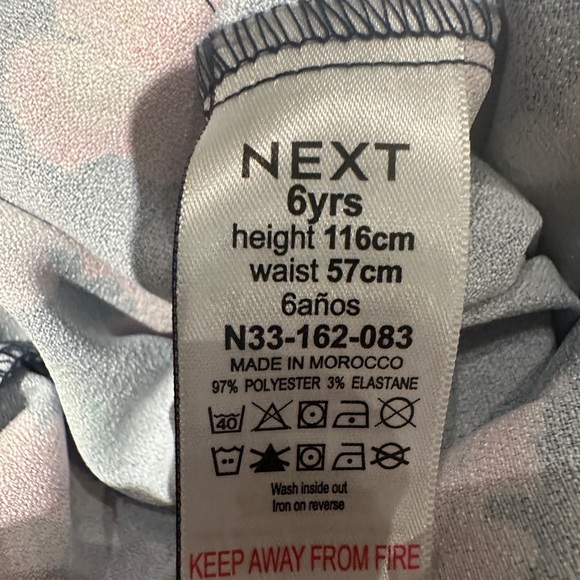 NEXT
6yrs
height 116cm
waist 57cm
6años
N33-162-083
MADE IN MOROCCO
97% POLYESTER 3% ELASTANE
40
Wash inside out
Iron on reverse
KEEP AWAY FROM FIRE